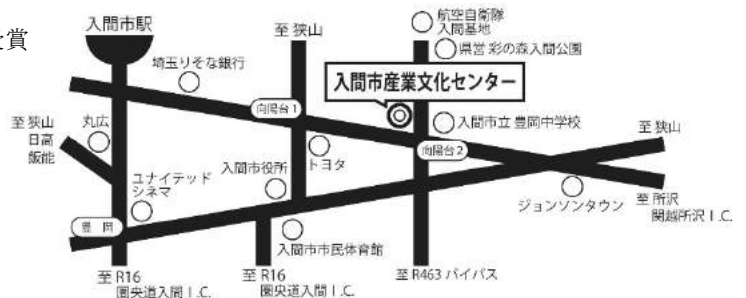 賞
入間市駅
埼玉りそな銀行
至 狭山
航空自衛隊
入間基地
県営 彩の森入間公園
入間市産業文化センター
向陽台1
至 狭山
日高
飯能
丸広
ユナイテッド
シネマ
入間市役所
トヨタ
入間市立 豊岡中学校
向陽台2
至 狭山
豊 岡
入間市市民体育館
ジョンソンタウン
至 所沢
関越所沢 I.C.
至 R16
圏央道入間 I.C.
至 R16
圏央道入間 I.C.
至 R463 バイパス